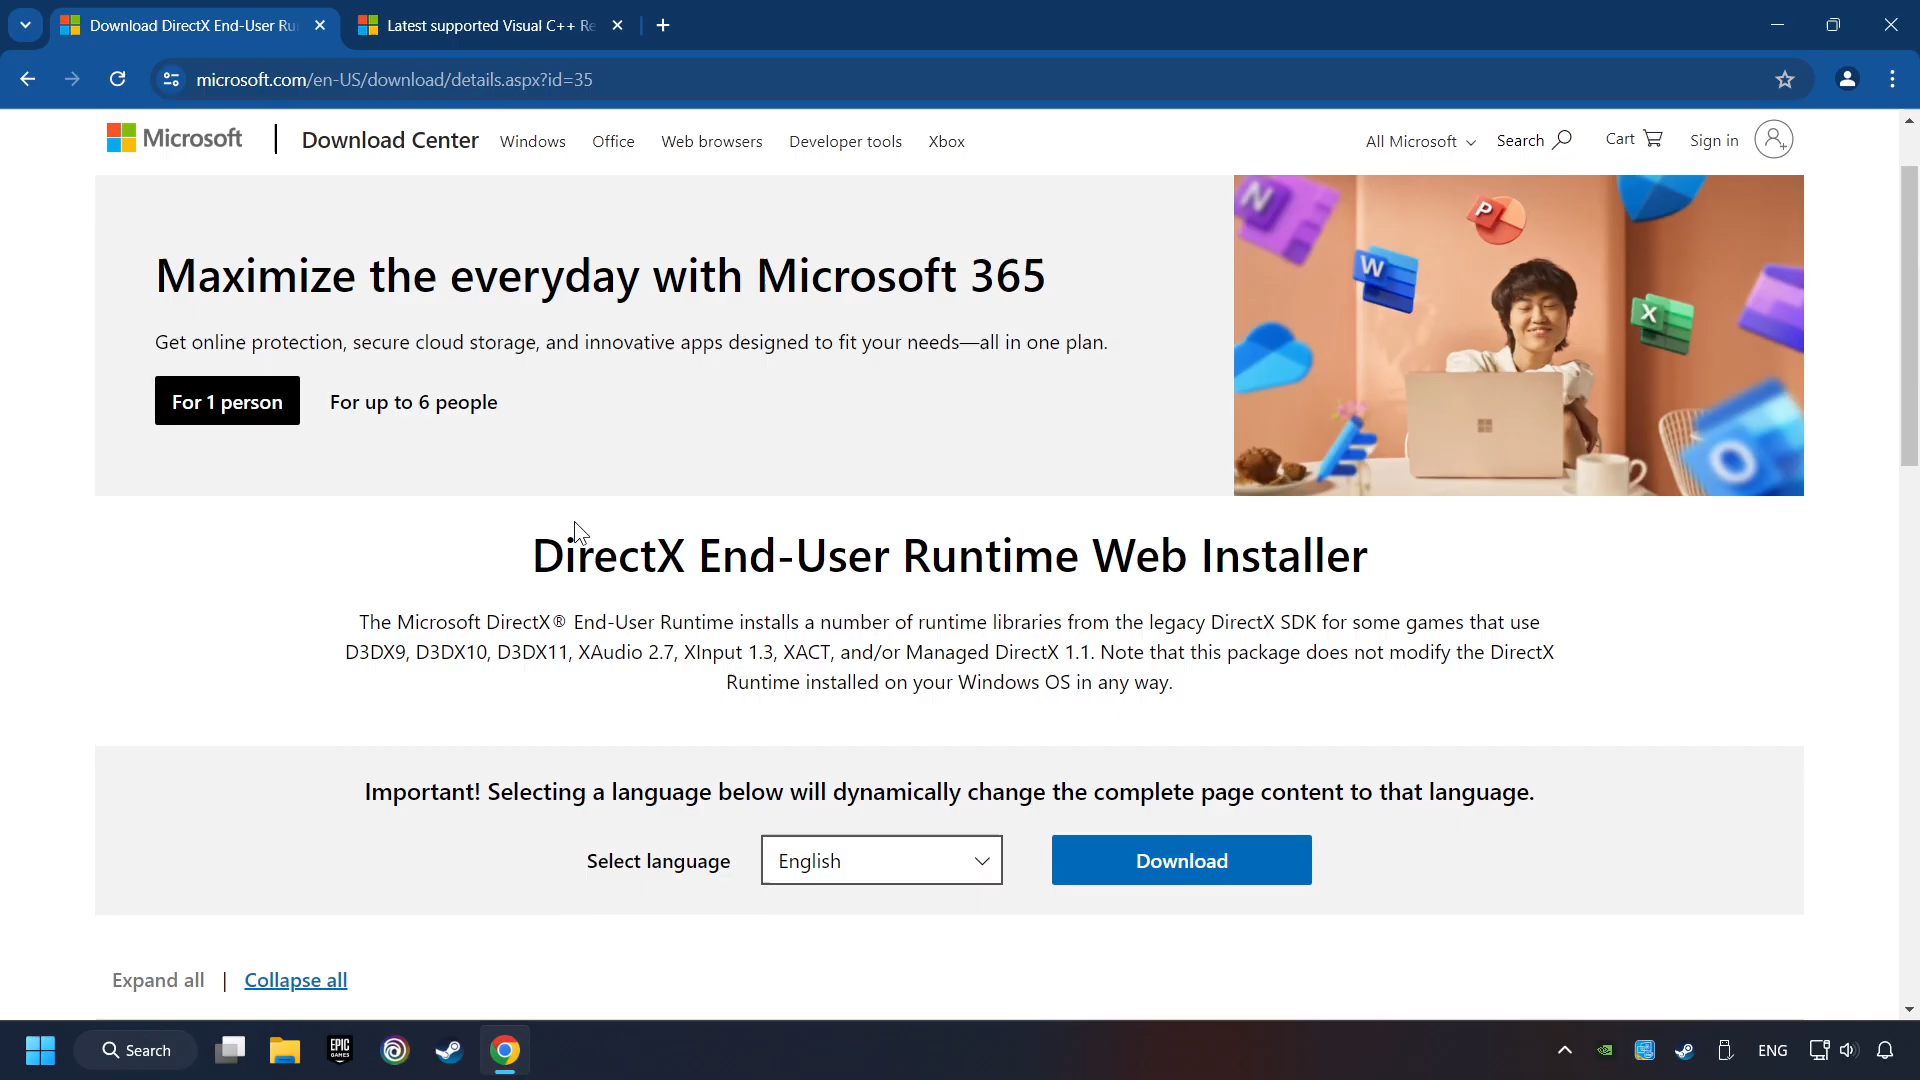 Download DirectX End-User Ru
Latest supported Visual C++ Re
microsoft.com/en-US/download/details.aspx?id=35
Microsoft
Download Center
Windows
Office
Web browsers
Developer tools
Xbox
All Microsoft
Search
Cart
Sign in
Maximize the everyday with Microsoft 365
Get online protection, secure cloud storage, and innovative apps designed to fit your needs—all in one plan.
For 1 person
For up to 6 people
N
P
W
X
O
DirectX End-User Runtime Web Installer
The Microsoft DirectX® End-User Runtime installs a number of runtime libraries from the legacy DirectX SDK for some games that use
D3DX9, D3DX10, D3DX11, XAudio 2.7, XInput 1.3, XACT, and/or Managed DirectX 1.1. Note that this package does not modify the DirectX
Runtime installed on your Windows OS in any way.
Important! Selecting a language below will dynamically change the complete page content to that language.
Select language
English
Download
Expand all | Collapse all
Search
EPIC
GAMES
ENG